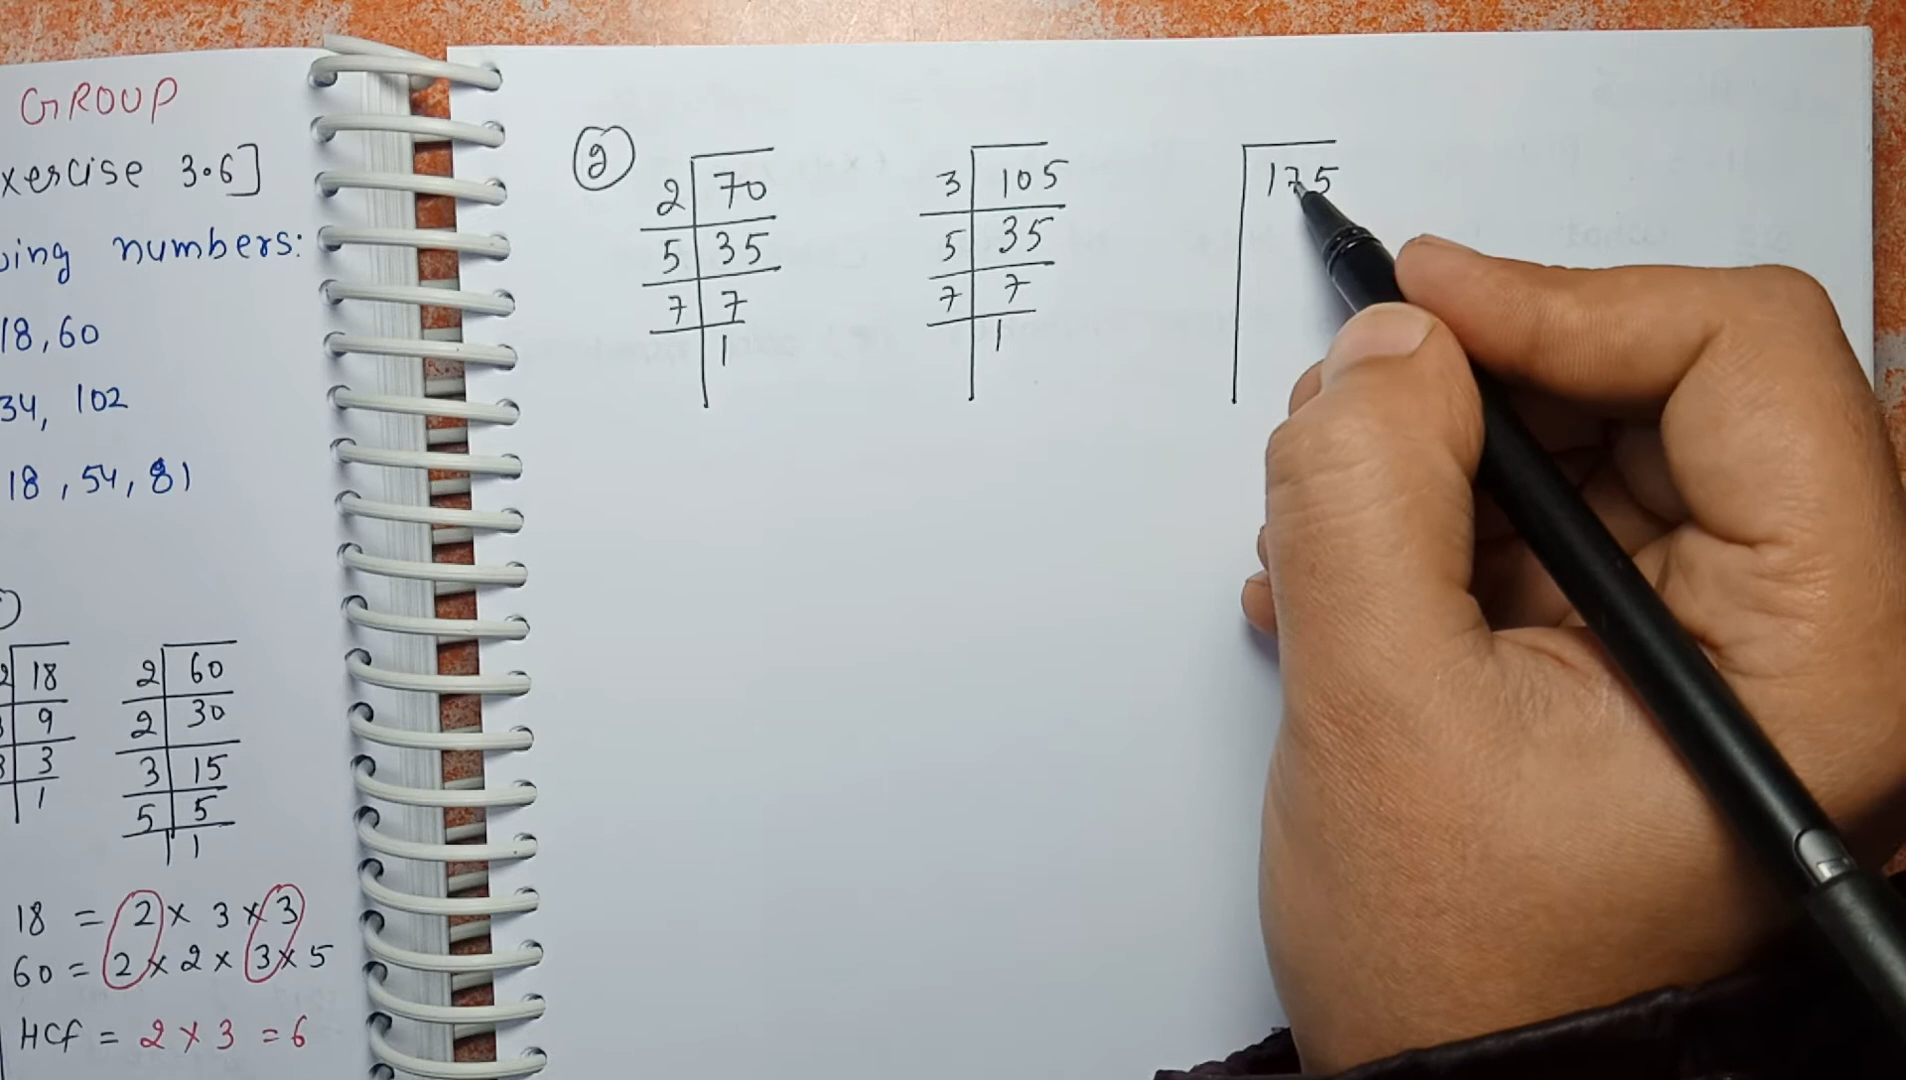 GROUP
xercise 3.6]
wing numbers:
18, 60
34, 102
18, 54, 81
2 | 18
3 | 9
3 | 3
1
2 | 60
2 | 30
3 | 15
5 | 5
1
18 = 2 × 3 × 3
60 = 2 × 2 × 3 × 5
HCf = 2 × 3 = 6
g
2 | 70
5 | 35
7 | 7
1
3 | 105
5 | 35
7 | 7
1
175